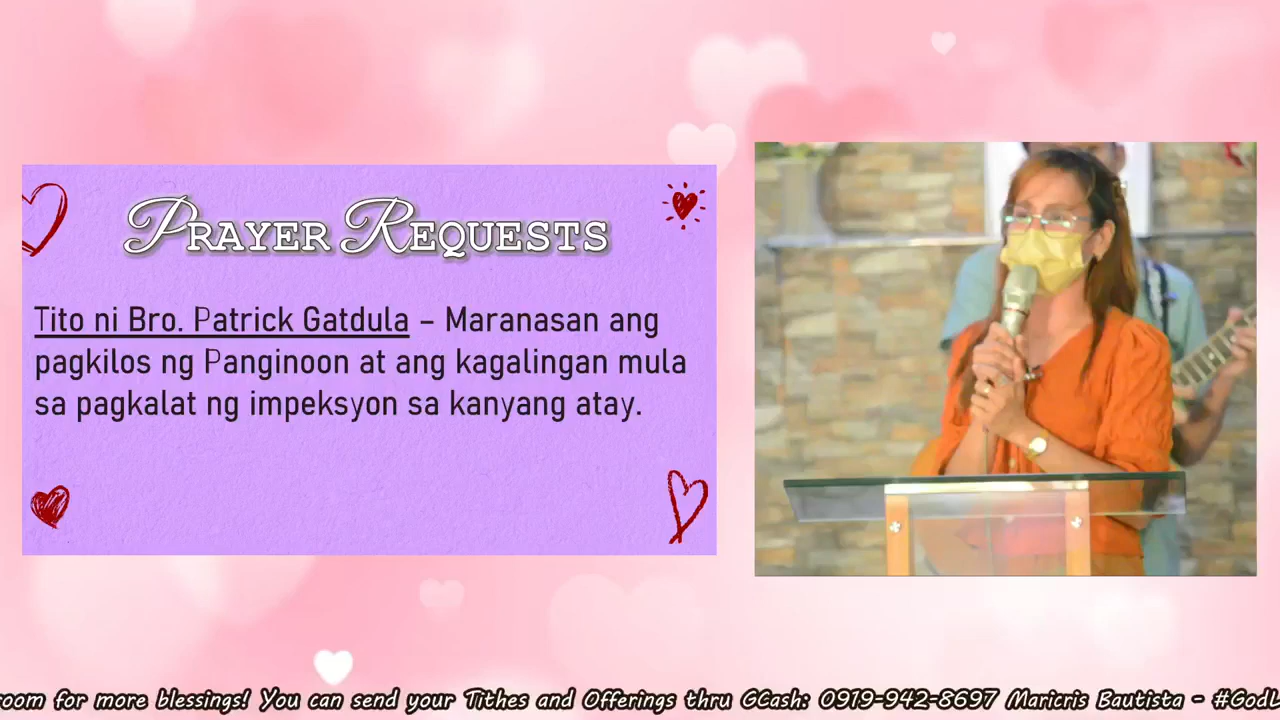 PRAYER REQUESTS
Tito ni Bro. Patrick Gatdula – Maranasan ang
pagkilos ng Panginoon at ang kagalingan mula
sa pagkalat ng impeksyon sa kanyang atay.
room for more blessings! You can send your Tithes and Offerings thru GCash: 0919-942-8697 Maricris Bautista - #GodL